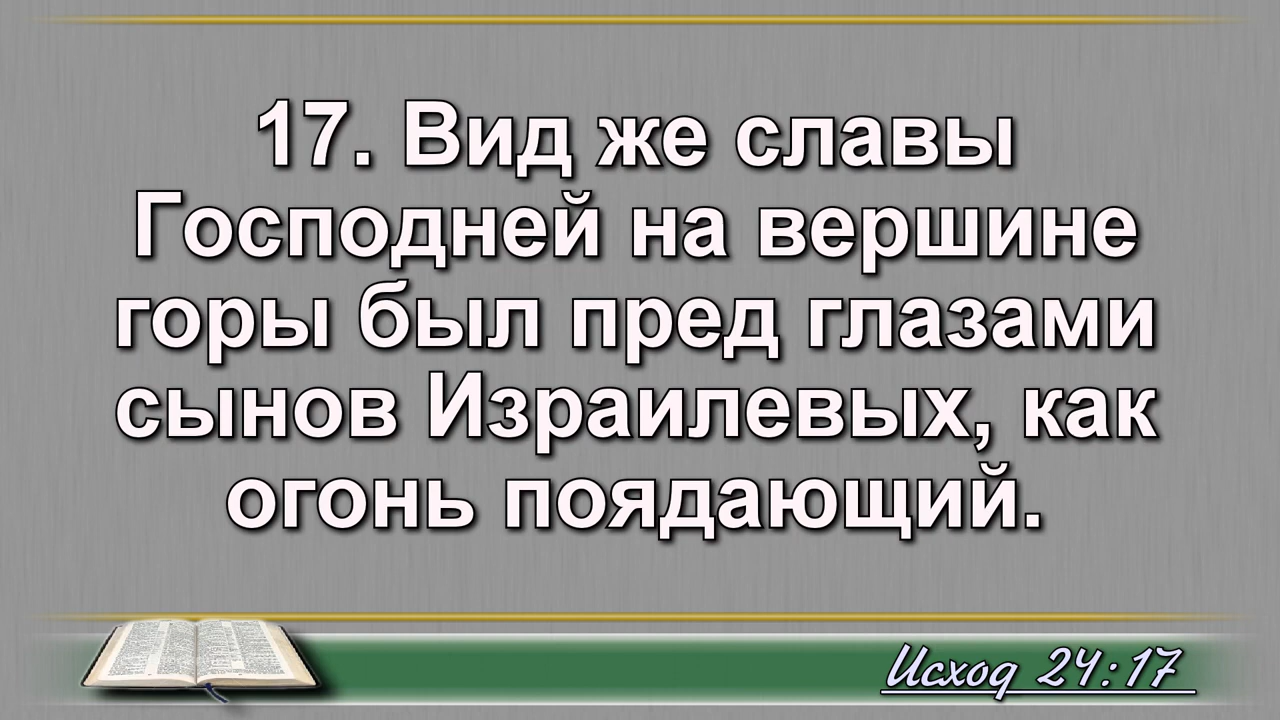 17. Вид же славы
Господней на вершине
горы был пред глазами
сынов Израилевых, как
огонь поядающий.
Исход 24:17